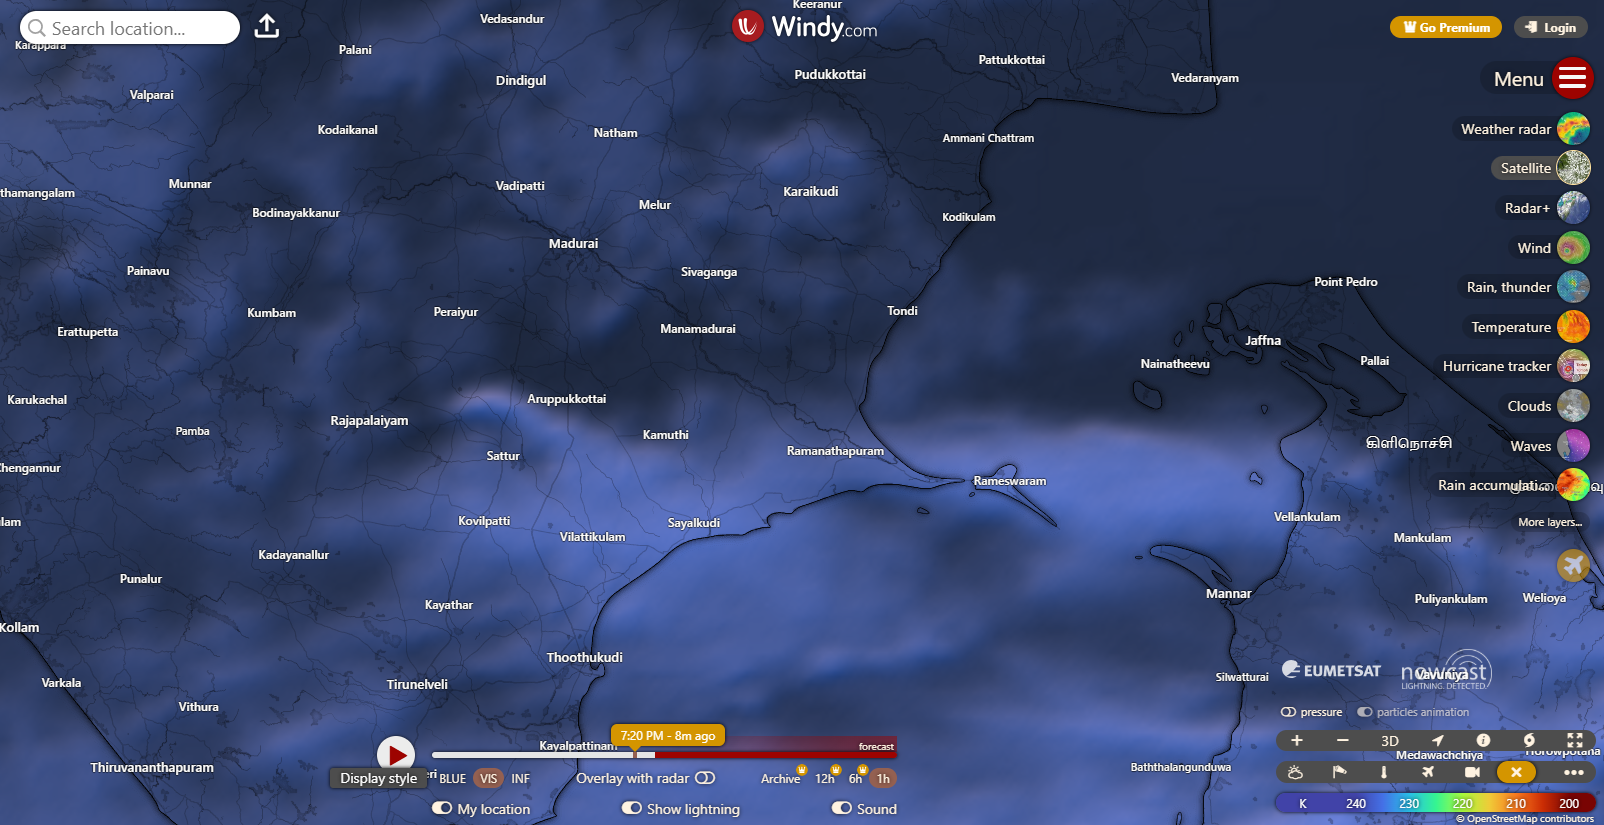 Search location...
Windy.com
Go Premium
Login
Menu
Weather radar
Satellite
Radar+
Wind
Rain, thunder
Temperature
Hurricane tracker
Clouds
Waves
Rain accumulati...
More layers...
Keeranur
Vedasandur
Karappara
Palani
Pattukkottai
Pudukkottai
Vedaranyam
Dindigul
Valparai
Kodaikanal
Natham
Ammani Chattram
Munnar
Vadipatti
Karaikudi
thamangalam
Melur
Bodinayakkanur
Kodikulam
Madurai
Painavu
Sivaganga
Point Pedro
Kumbam
Peraiyur
Tondi
Erattupetta
Manamadurai
Jaffna
Nainatheevu
Pallai
Karukachal
Aruppukkottai
Rajapalaiyam
Pamba
Kamuthi
கிளிநொச்சி
Sattur
Ramanathapuram
Chengannur
Rameswaram
Kovilpatti
Sayalkudi
Vellankulam
lam
Vilattikulam
Mankulam
Kadayanallur
Punalur
Kayathar
Mannar
Puliyankulam
Welioya
Kollam
Thoothukudi
Varkala
Tirunelveli
Silwatturai
Vavuniya
EUMETSAT
nowcast
LIGHTNING. DETECTED.
Vithura
pressure
particles animation
7:20 PM - 8m ago
Kayalpattinam
forecast
3D
Medawachchiya
Horowpotana
Thiruvananthapuram
Baththalangunduwa
Display style
eri
BLUE
VIS
INF
Overlay with radar
Archive
12h
6h
1h
My location
Show lightning
Sound
K 240 230 220 210 200
© OpenStreetMap contributors